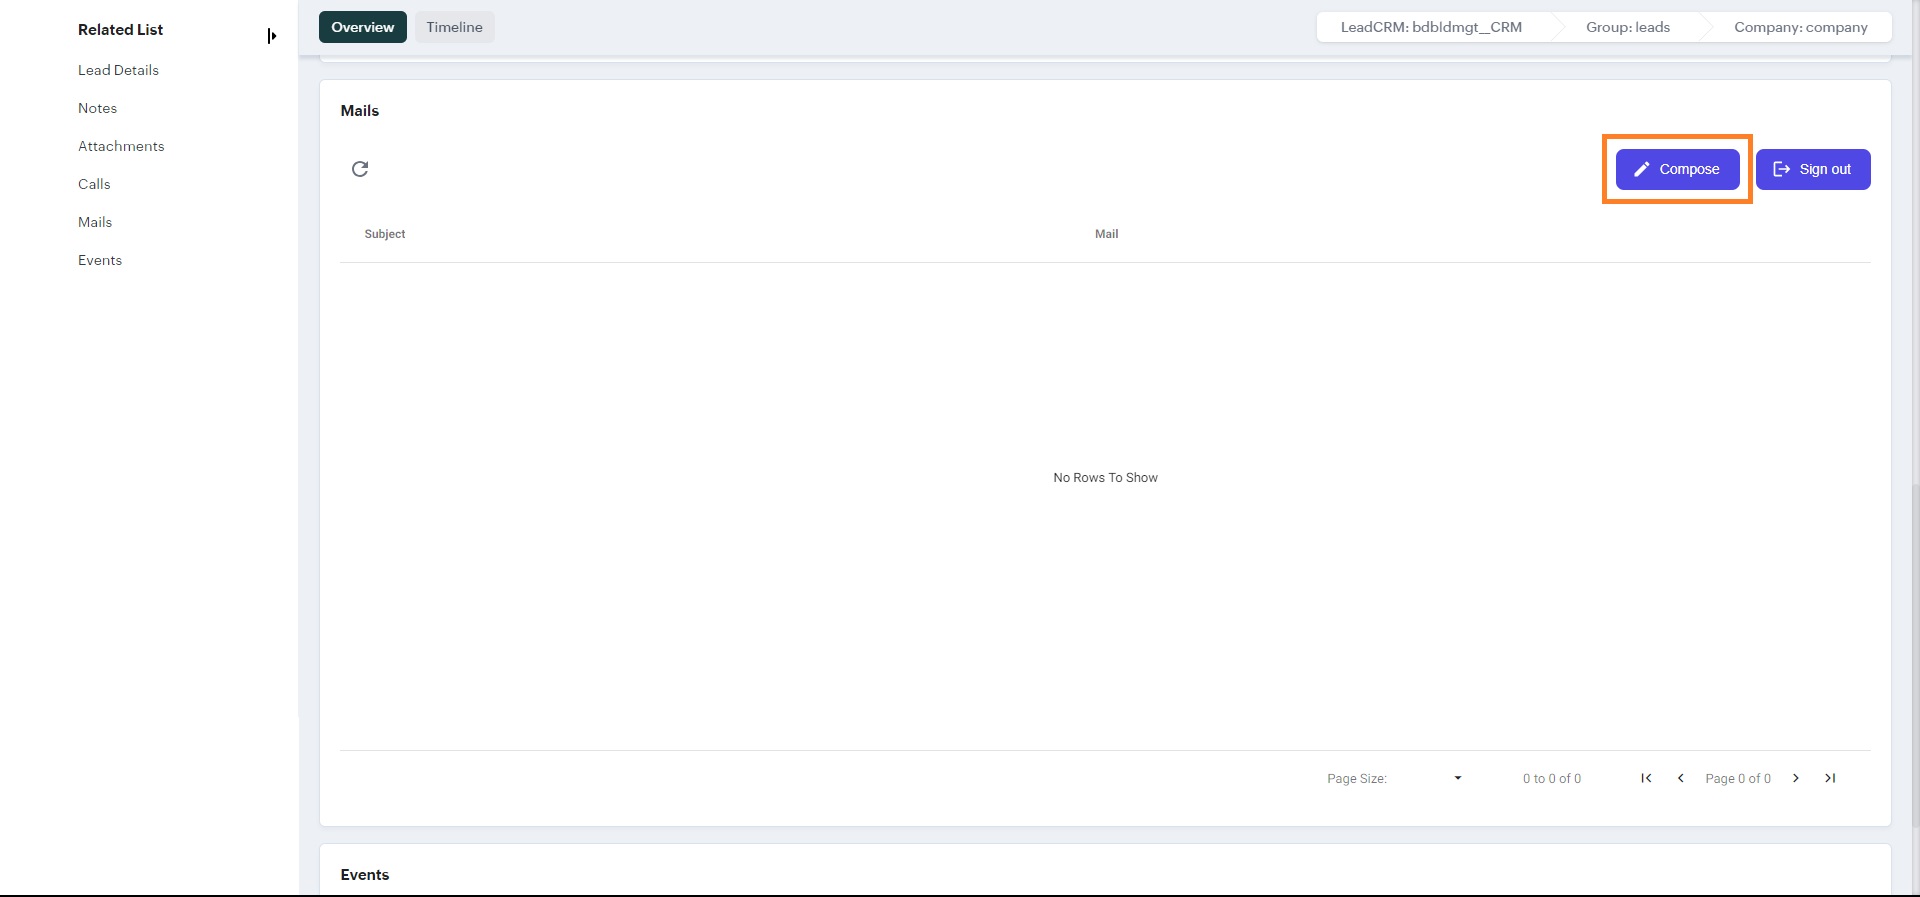 Related List
Lead Details
Notes
Attachments
Calls
Mails
Events
Overview
Timeline
LeadCRM: bdbldmgt__CRM
Group: leads
Company: company
Mails
Compose
Sign out
Subject
Mail
No Rows To Show
Page Size:
0 to 0 of 0
Page 0 of 0
Events